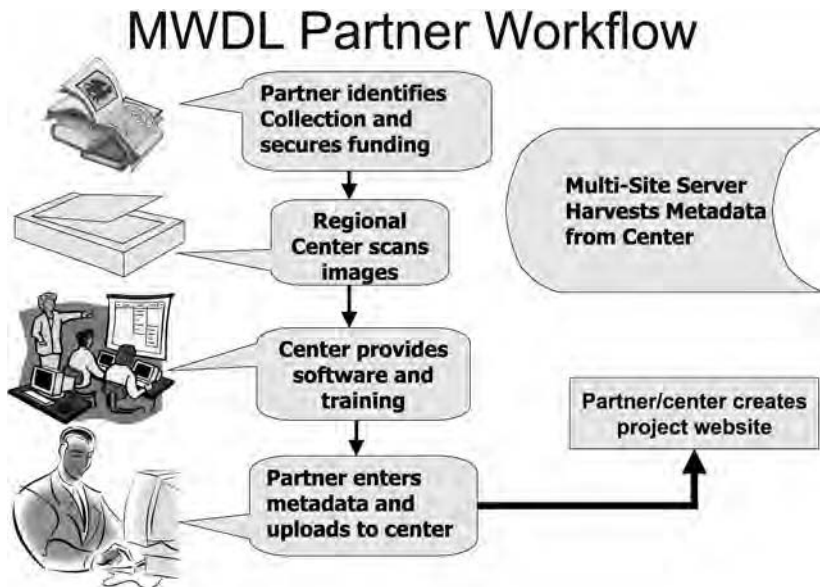 MWDL Partner Workflow
Partner identifies
Collection and
secures funding
Regional
Center scans
images
Center provides
software and
training
Partner enters
metadata and
uploads to center
Multi-Site Server
Harvests Metadata
from Center
Partner/center creates
project website